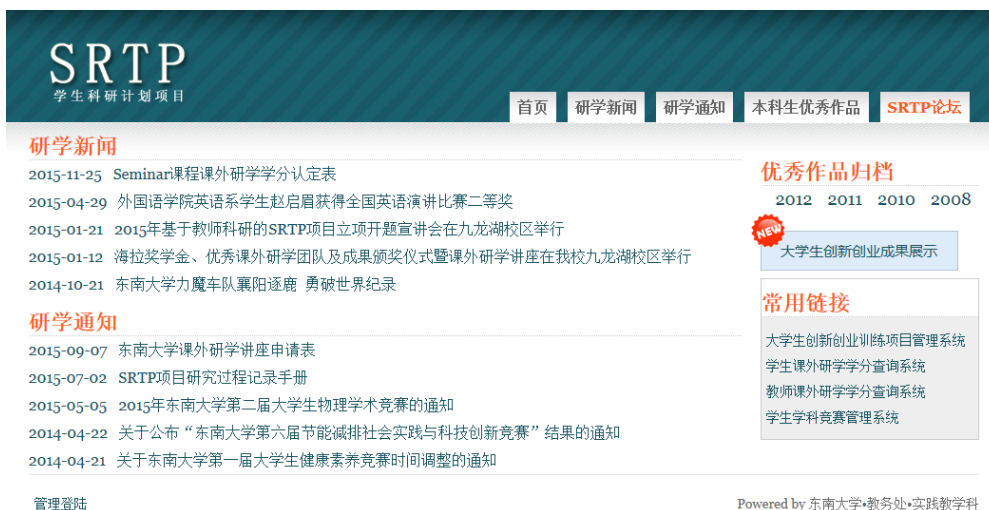 SRTP
学生科研计划项目
首页 研学新闻 研学通知 本科生优秀作品 SRTP论坛
研学新闻
2015-11-25 Seminar课程课外研学学分认定表
2015-04-29 外国语学院英语系学生赵启眉获得全国英语演讲比赛二等奖
2015-01-21 2015年基于教师科研的SRTP项目立项开题宣讲会在九龙湖校区举行
2015-01-12 海拉奖学金、优秀课外研学团队及成果颁奖仪式暨课外研学讲座在我校九龙湖校区举行
2014-10-21 东南大学力魔车队襄阳逐鹿 勇破世界纪录
研学通知
2015-09-07 东南大学课外研学讲座申请表
2015-07-02 SRTP项目研究过程记录手册
2015-05-05 2015年东南大学第二届大学生物理学术竞赛的通知
2014-04-22 关于公布“东南大学第六届节能减排社会实践与科技创新竞赛”结果的通知
2014-04-21 关于东南大学第一届大学生健康素养竞赛时间调整的通知
优秀作品归档
2012 2011 2010 2008
NEW
大学生创新创业成果展示
常用链接
大学生创新创业训练项目管理系统
学生课外研学学分查询系统
教师课外研学学分查询系统
学生学科竞赛管理系统
管理登陆
Powered by 东南大学•教务处•实践教学科